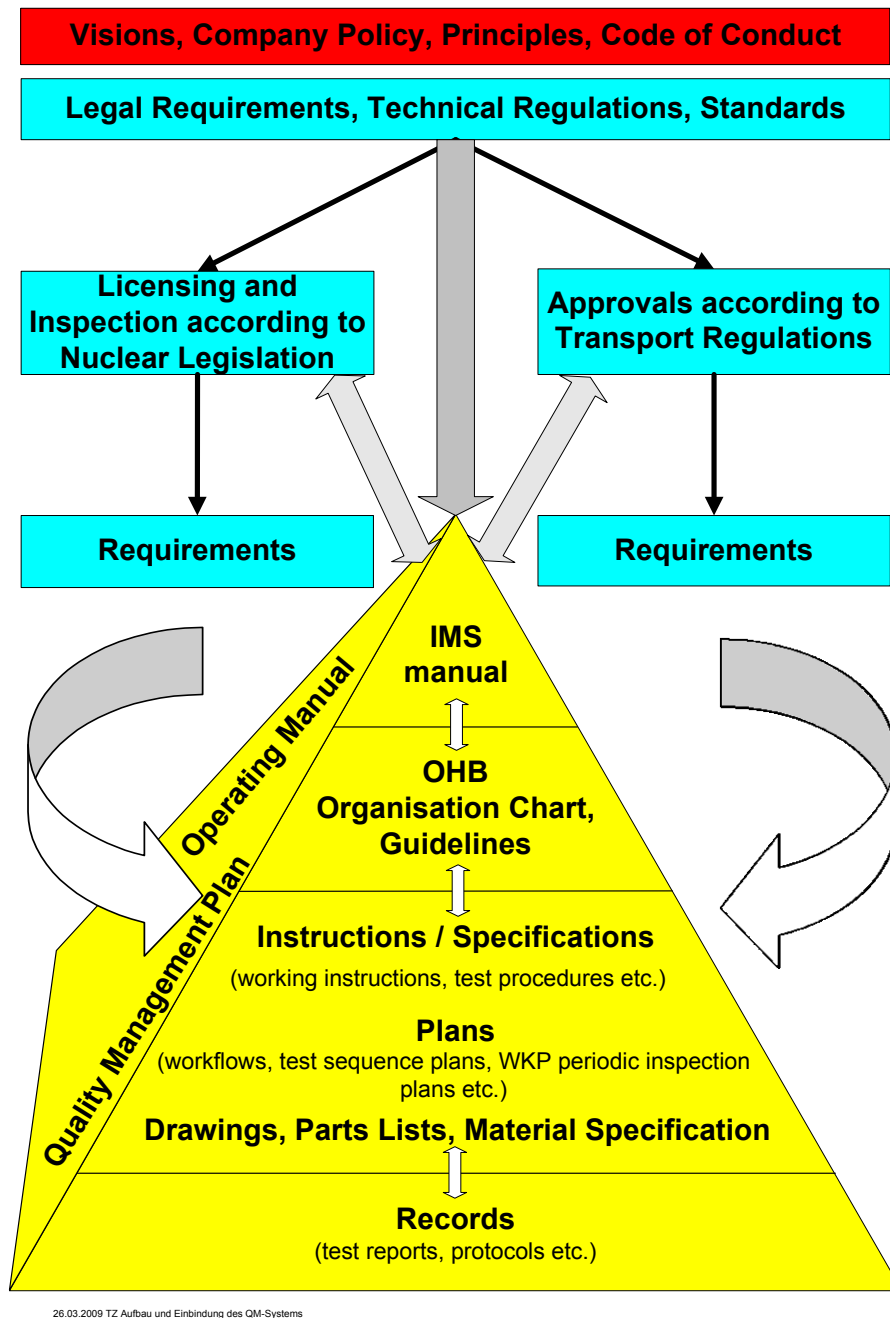 Visions, Company Policy, Principles, Code of Conduct
Legal Requirements, Technical Regulations, Standards
Licensing and
Inspection according to
Nuclear Legislation
Approvals according to
Transport Regulations
Requirements
Requirements
IMS
manual
Operating Manual
OHB
Organisation Chart,
Guidelines
Quality Management Plan
Instructions / Specifications
(working instructions, test procedures etc.)
Plans
(workflows, test sequence plans, WKP periodic inspection
plans etc.)
Drawings, Parts Lists, Material Specification
Records
(test reports, protocols etc.)
26.03.2009 TZ Aufbau und Einbindung des QM-Systems